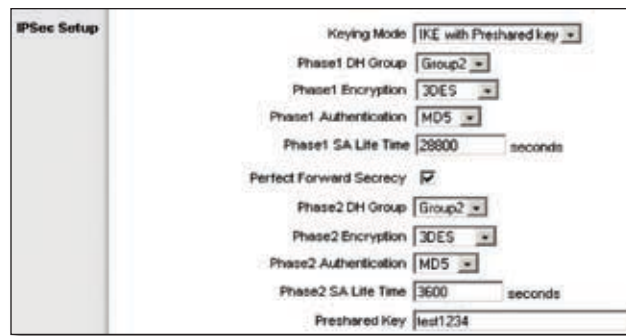 IPSec Setup
Keying Mode IKE with Preshared key
Phase1 DH Group Group2
Phase1 Encryption 3DES
Phase1 Authentication MD5
Phase1 SA Life Time 28800 seconds
Perfect Forward Secrecy
Phase2 DH Group Group2
Phase2 Encryption 3DES
Phase2 Authentication MD5
Phase2 SA Life Time 3600 seconds
Preshared Key test1234